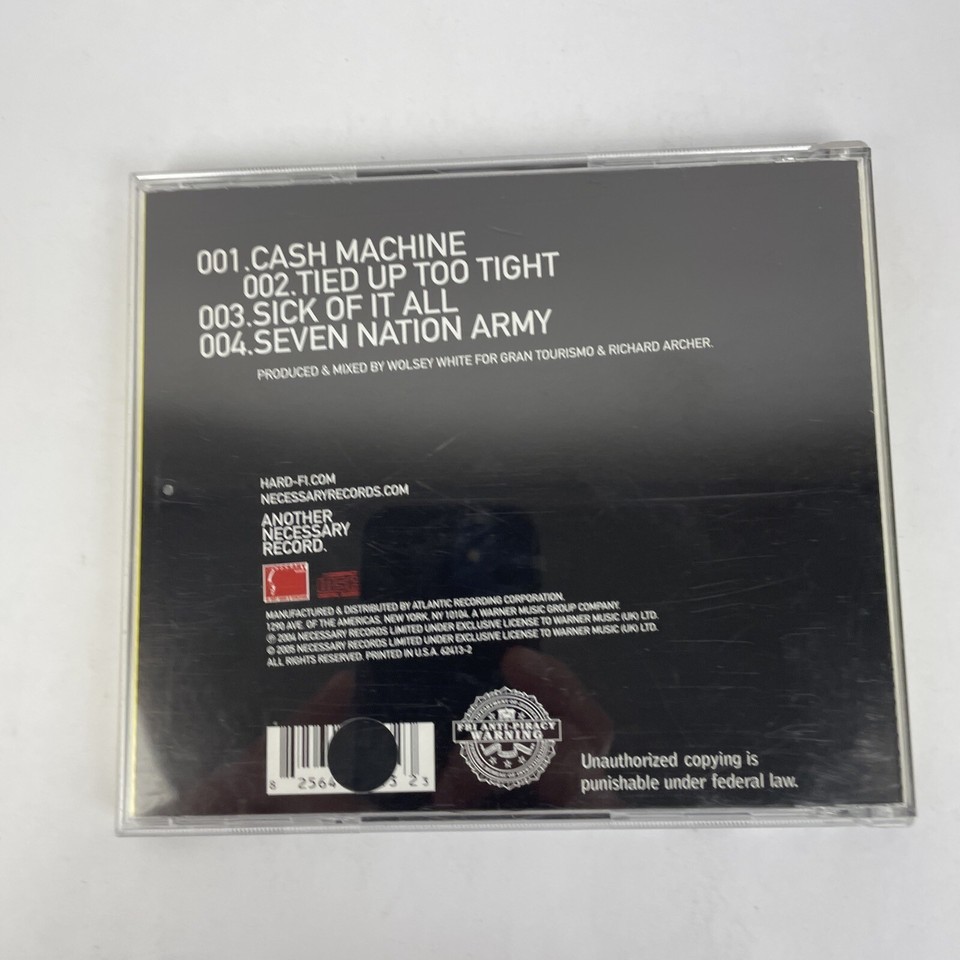 001.CASH MACHINE
002.TIED UP TOO TIGHT
003.SICK OF IT ALL
004.SEVEN NATION ARMY
PRODUCED & MIXED BY WOLSEY WHITE FOR GRAN TOURISMO & RICHARD ARCHER.
HARD-FI.COM
NECESSARYRECORDS.COM
ANOTHER
NECESSARY
RECORD.
MANUFACTURED & DISTRIBUTED BY ATLANTIC RECORDING CORPORATION,
1290 AVE. OF THE AMERICAS, NEW YORK, NY 10104. A WARNER MUSIC GROUP COMPANY.
℗ 2004 NECESSARY RECORDS LIMITED UNDER EXCLUSIVE LICENSE TO WARNER MUSIC (UK) LTD.
© 2005 NECESSARY RECORDS LIMITED UNDER EXCLUSIVE LICENSE TO WARNER MUSIC (UK) LTD.
ALL RIGHTS RESERVED. PRINTED IN U.S.A. 62413-2
FBI ANTI-PIRACY
WARNING
Unauthorized copying is
punishable under federal law.
8 2564 3 23